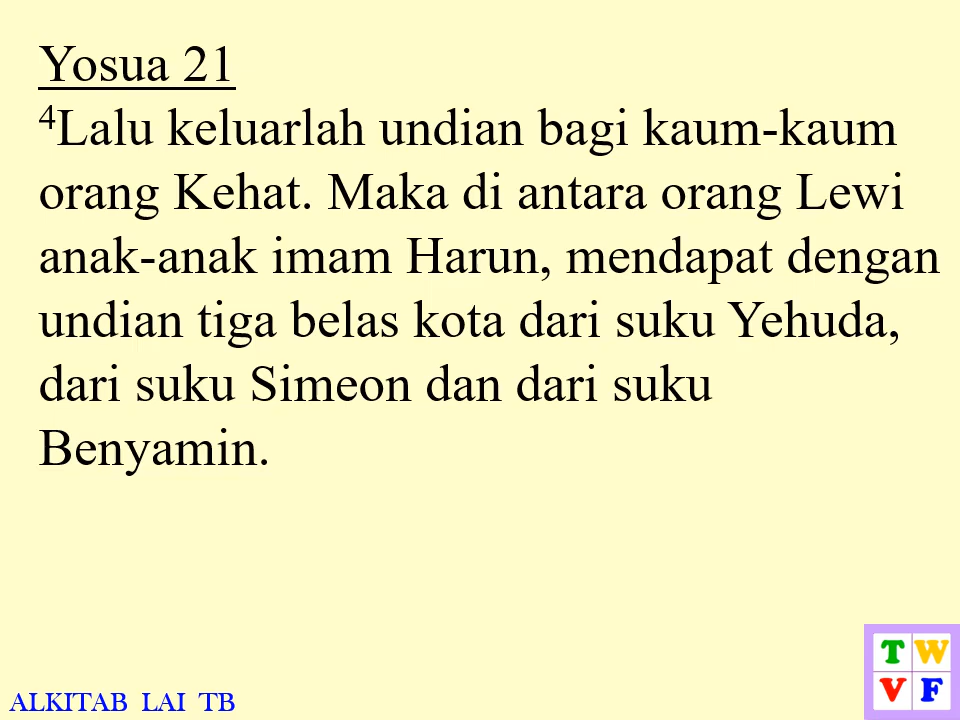 Yosua 21
⁴Lalu keluarlah undian bagi kaum-kaum
orang Kehat. Maka di antara orang Lewi
anak-anak imam Harun, mendapat dengan
undian tiga belas kota dari suku Yehuda,
dari suku Simeon dan dari suku
Benyamin.
T W
V F
ALKITAB LAI TB